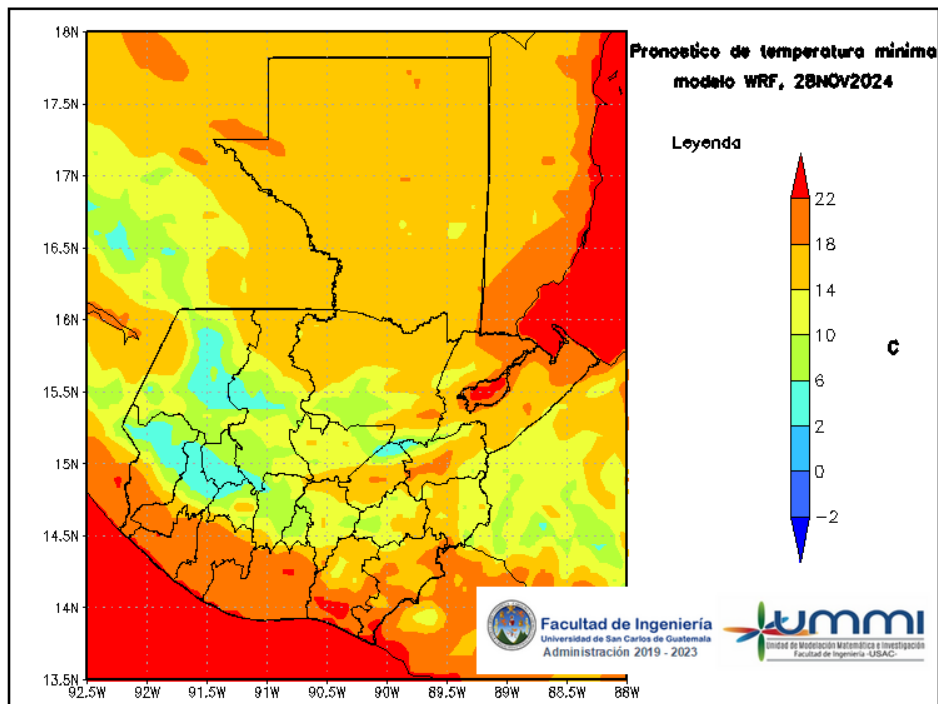 Pronostico de temperatura minima
modelo WRF, 28NOV2024
Leyenda
22
18
14
10
6
2
0
−2
C
18N
17.5N
17N
16.5N
16N
15.5N
15N
14.5N
14N
13.5N
92.5W
92W
91.5W
91W
90.5W
90W
89.5W
89W
88.5W
88W
Facultad de Ingeniería
Universidad de San Carlos de Guatemala
Administración 2019 - 2023
UMMI
Unidad de Modelación Matemática e Investigación
Facultad de Ingeniería -USAC-